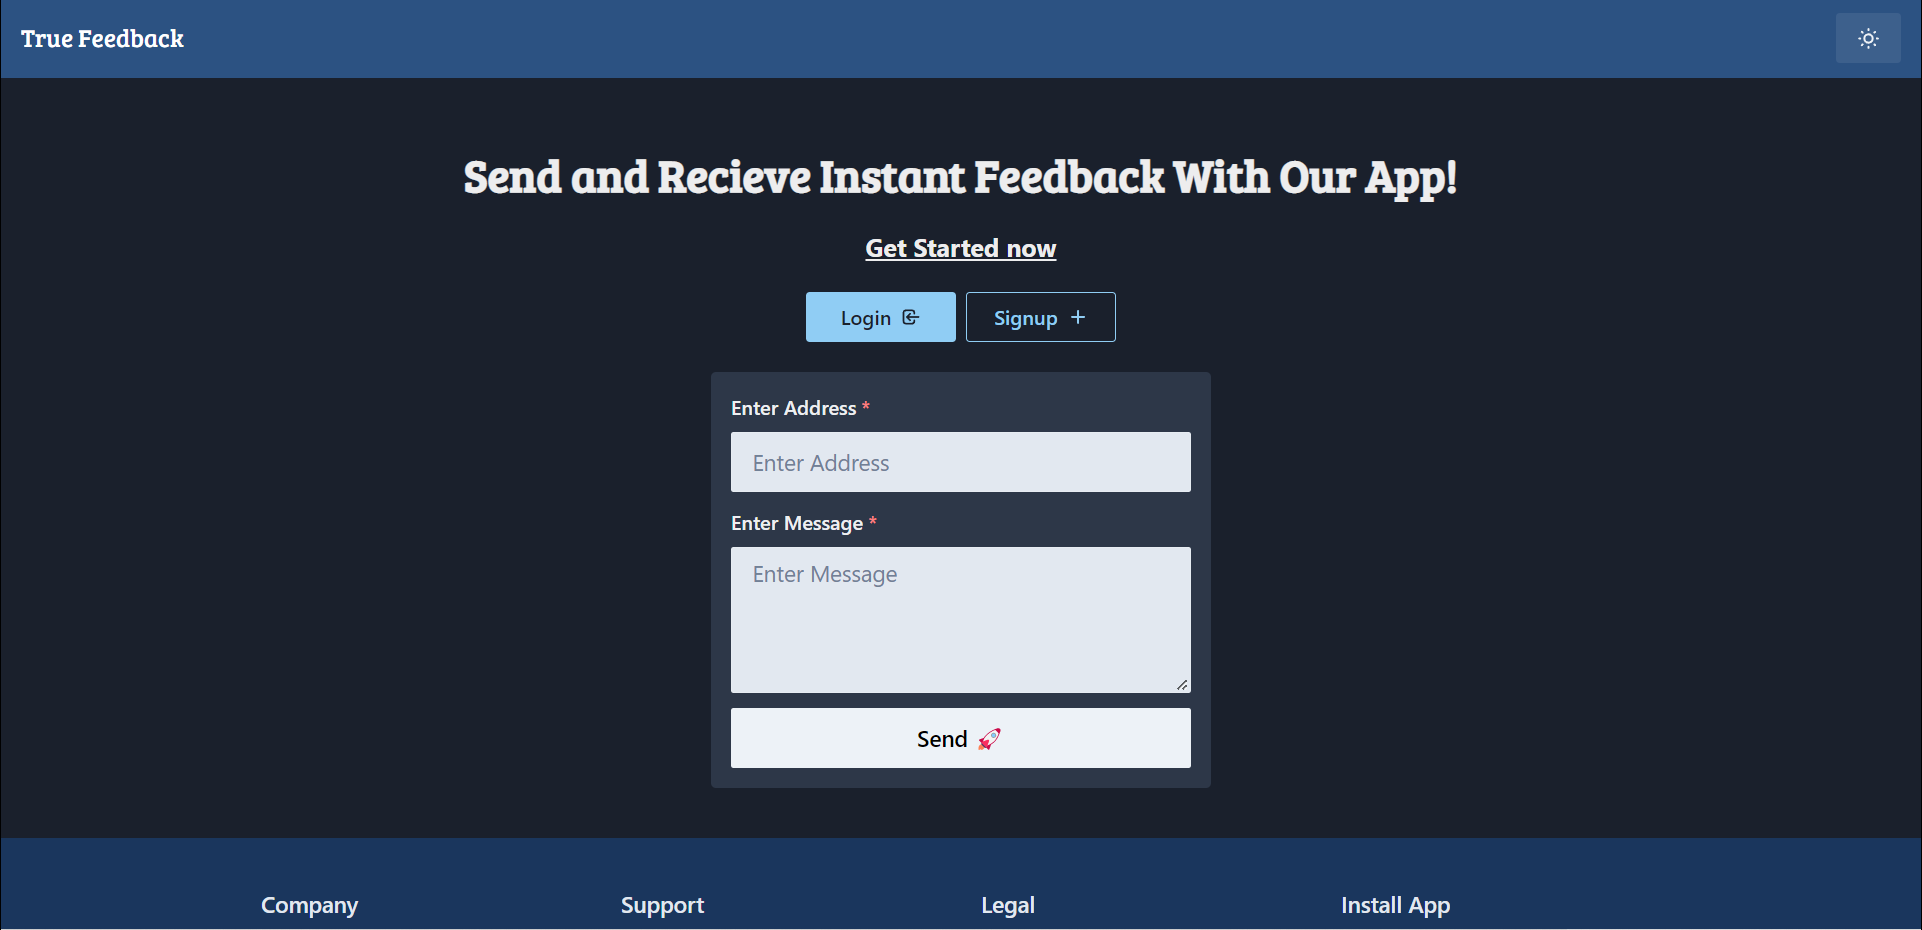 True Feedback
Send and Recieve Instant Feedback With Our App!
Get Started now
Login
Signup
Enter Address *
Enter Address
Enter Message *
Enter Message
Send 🚀
Company
Support
Legal
Install App